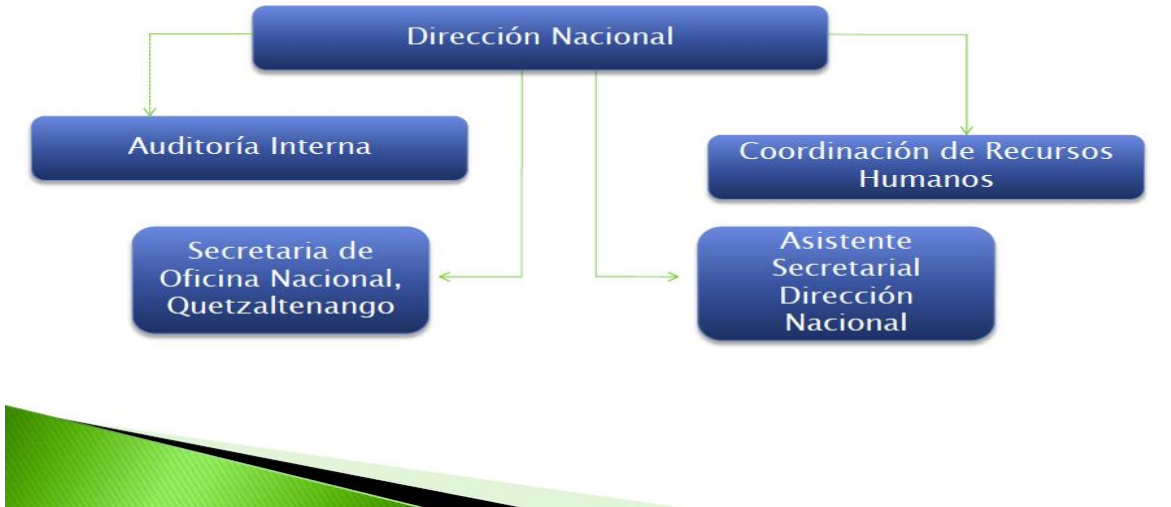 Dirección Nacional
Auditoría Interna
Coordinación de Recursos
Humanos
Secretaria de
Oficina Nacional,
Quetzaltenango
Asistente
Secretarial
Dirección
Nacional